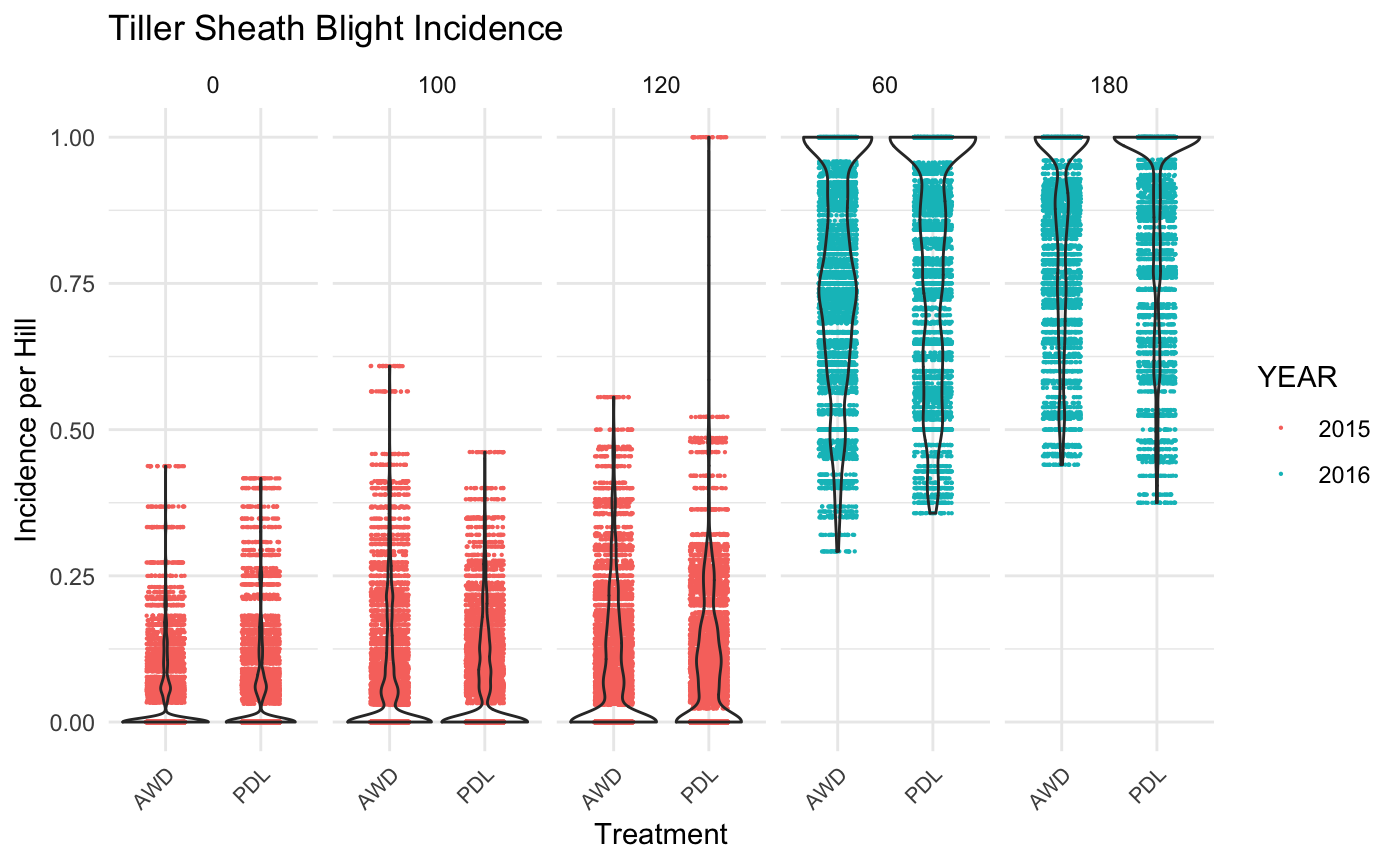 Tiller Sheath Blight Incidence
0 100 120 60 180
1.00
0.75
0.50
0.25
0.00
Incidence per Hill
AWD PDL AWD PDL AWD PDL AWD PDL AWD PDL
Treatment
YEAR
2015
2016